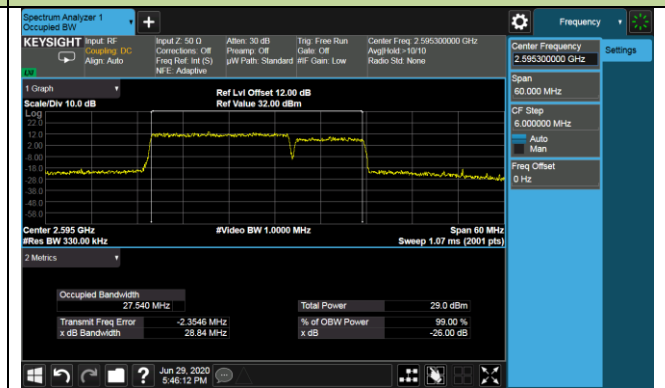 Spectrum Analyzer 1
Occupied BW
Frequency
KEYSIGHT Input: RF
Coupling: DC
Align: Auto
Input Z: 50 Ω
Corrections: Off
Freq Ref: Int (S)
NFE: Adaptive
Atten: 30 dB
Preamp: Off
µW Path: Standard
Trig: Free Run
Gate: Off
#IF Gain: Low
Center Freq: 2.595300000 GHz
Avg|Hold:>10/10
Radio Std: None
Center Frequency
2.595300000 GHz
Settings
Span
60.000 MHz
CF Step
6.000000 MHz
Auto
Man
Freq Offset
0 Hz
1 Graph
Scale/Div 10.0 dB
Ref Lvl Offset 12.00 dB
Ref Value 32.00 dBm
Log
22.0
12.0
2.00
-8.00
-18.0
-28.0
-38.0
-48.0
-58.0
Center 2.595 GHz
#Video BW 1.0000 MHz
Span 60 MHz
#Res BW 330.00 kHz
Sweep 1.07 ms (2001 pts)
2 Metrics
Occupied Bandwidth
27.540 MHz
Total Power 29.0 dBm
Transmit Freq Error -2.3546 MHz
% of OBW Power 99.00 %
x dB Bandwidth 28.84 MHz
x dB -26.00 dB
Jun 29, 2020
5:46:12 PM